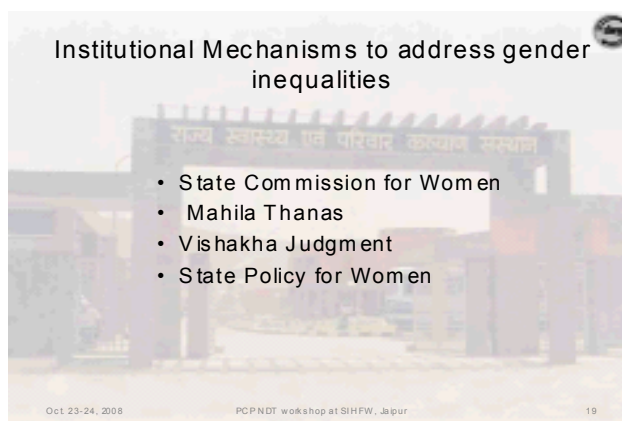 Institutional Mechanisms to address gender
inequalities
राज्य स्वास्थ्य एवं परिवार कल्याण संस्थान
• State Commission for Women
• Mahila Thanas
• Vishakha Judgment
• State Policy for Women
Oct. 23-24, 2008 PCPNDT workshop at SIHFW, Jaipur 19